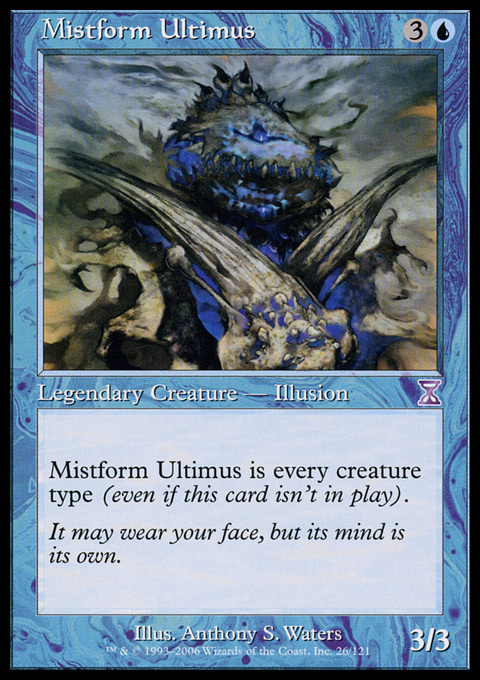 Mistform Ultimus 3
Legendary Creature — Illusion
Mistform Ultimus is every creature
type (even if this card isn't in play).
It may wear your face, but its mind is
its own.
Illus. Anthony S. Waters
3/3
™ & © 1993–2006 Wizards of the Coast, Inc. 26/121